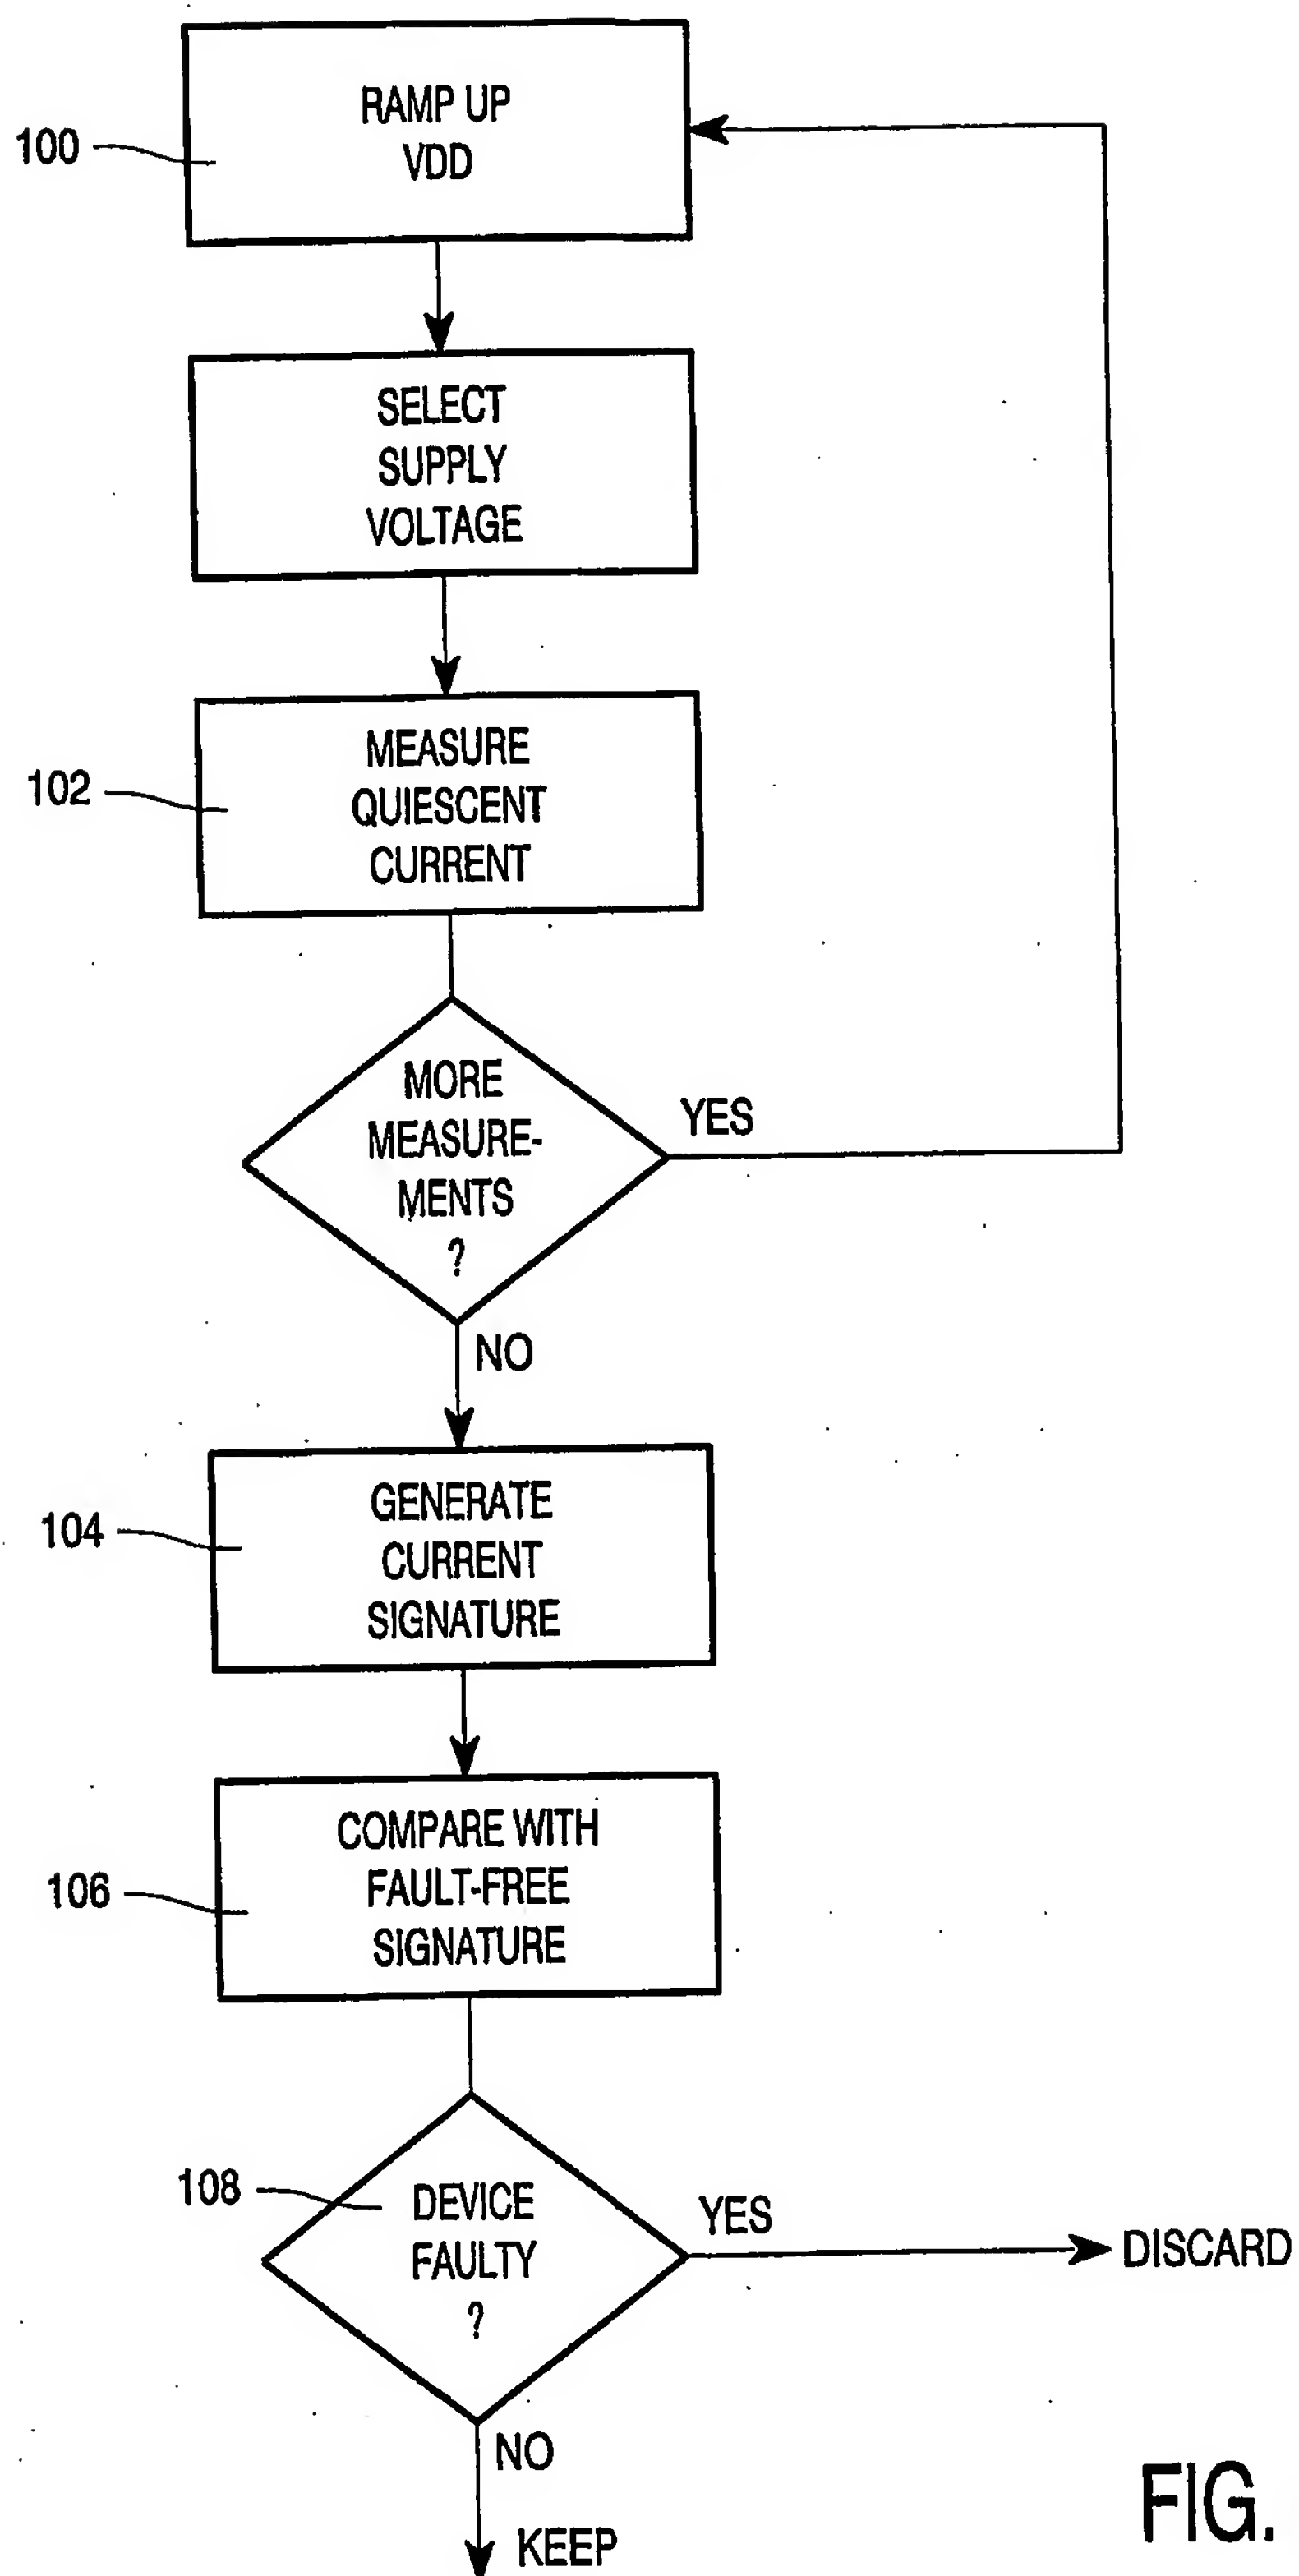 RAMP UP
VDD
100
SELECT
SUPPLY
VOLTAGE
MEASURE
QUIESCENT
CURRENT
102
MORE
MEASURE-
MENTS
?
YES
NO
GENERATE
CURRENT
SIGNATURE
104
COMPARE WITH
FAULT-FREE
SIGNATURE
106
108
DEVICE
FAULTY
?
YES
DISCARD
NO
KEEP
FIG.